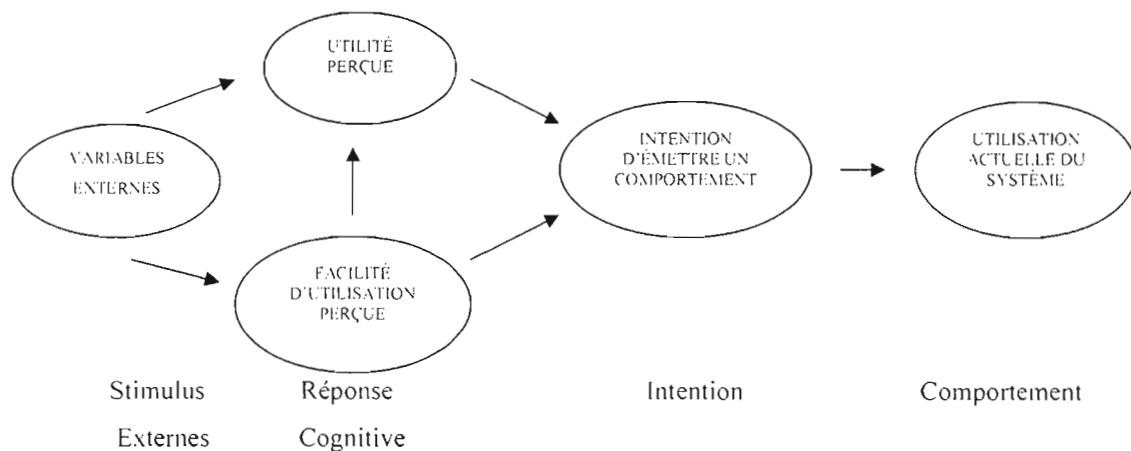 UTILITÉ
PERÇUE
VARIABLES
EXTERNES
INTENTION
D'ÉMETTRE UN
COMPORTEMENT
UTILISATION
ACTUELLE DU
SYSTÈME
FACILITÉ
D'UTILISATION
PERÇUE
Stimulus Réponse Intention Comportement
Externes Cognitive